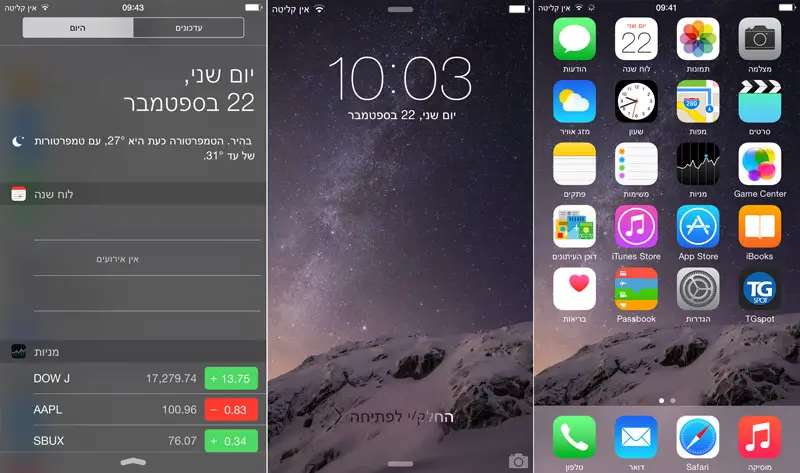 אין קליטה
09:43
עדכונים
היום
יום שני,
22 בספטמבר
בהיר. הטמפרטורה כעת היא 27°, עם טמפרטורות
של עד 31°.
לוח שנה
אין אירועים
מניות
DOW J 17,279.74 + 13.75
AAPL 100.96 − 0.83
SBUX 76.07 + 0.34
אין קליטה
10:03
יום שני, 22 בספטמבר
החלק/י לפתיחה
אין קליטה
09:41
יום שני
22
הודעות
לוח שנה
תמונות
מצלמה
280
מזג אוויר
שעון
מפות
סרטים
פתקים
משימות
מניות
Game Center
דוכן העיתונים
iTunes Store
App Store
iBooks
TG
SPOT
בריאות
Passbook
הגדרות
TGspot
טלפון
דואר
Safari
מוסיקה